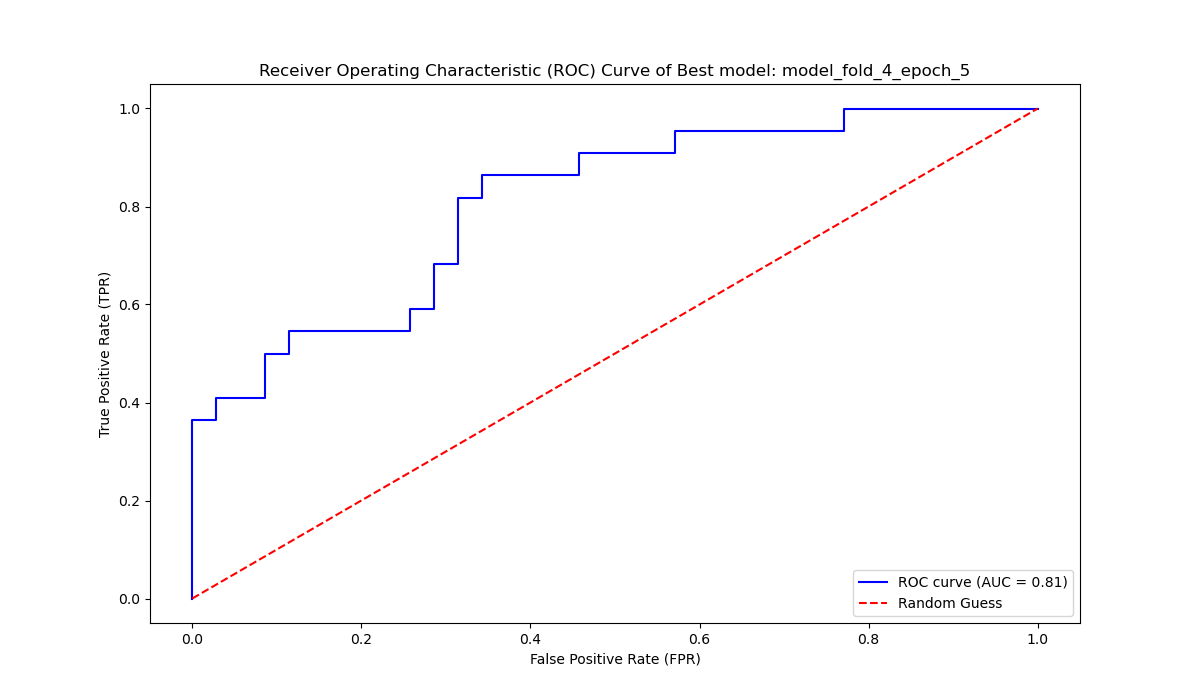 Receiver Operating Characteristic (ROC) Curve of Best model: model_fold_4_epoch_5
True Positive Rate (TPR)
1.0
0.8
0.6
0.4
0.2
0.0
0.0 0.2 0.4 0.6 0.8 1.0
False Positive Rate (FPR)
ROC curve (AUC = 0.81)
Random Guess